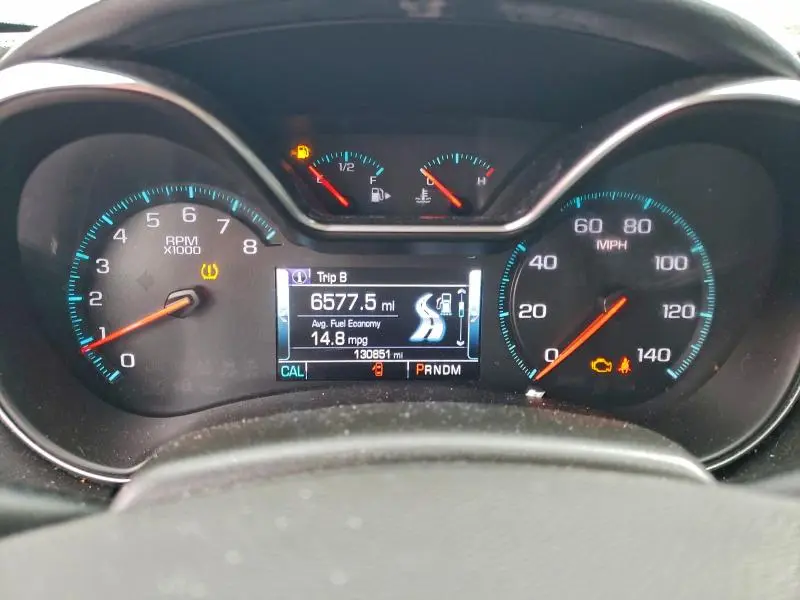 1/2
E
F
C
H
RPM
X1000
0
1
2
3
4
5
6
7
8
i Trip B
6577.5 mi
Avg. Fuel Economy
14.8 mpg
130851 mi
CAL
PRNDM
MPH
0
20
40
60
80
100
120
140